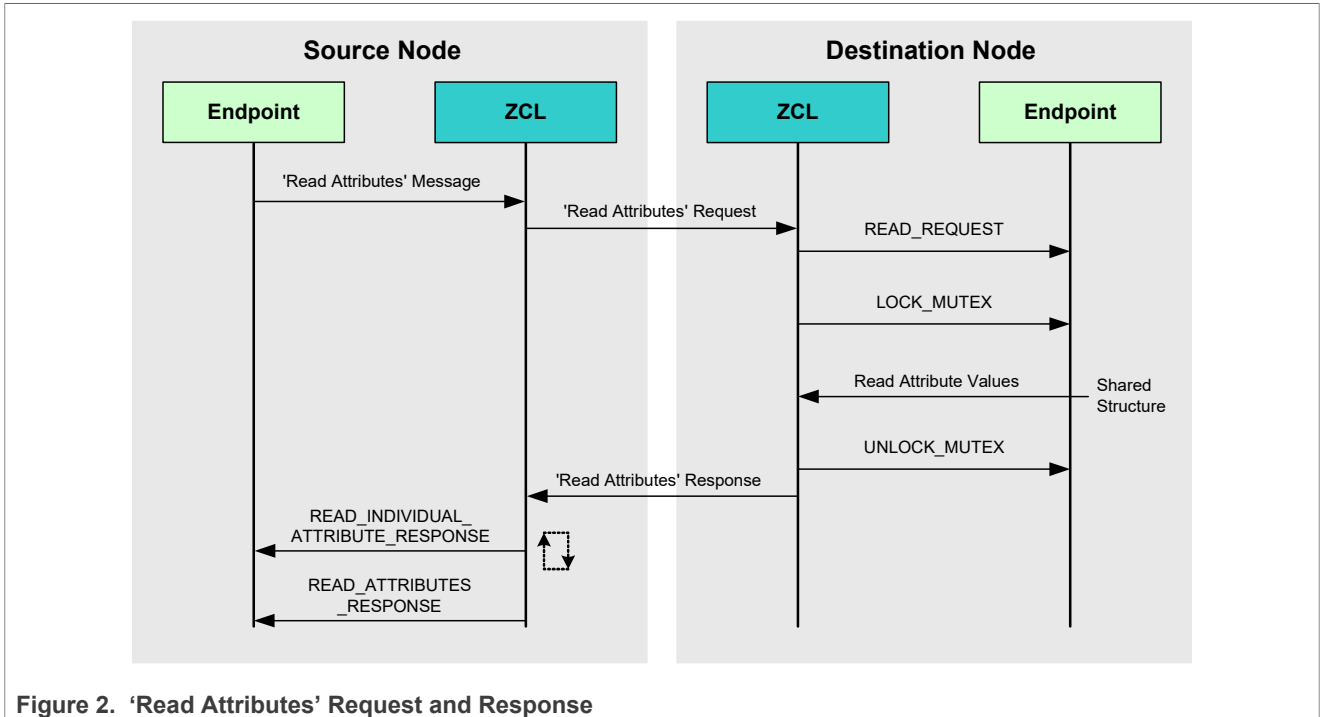 Source Node
Destination Node
Endpoint
ZCL
ZCL
Endpoint
'Read Attributes' Message
'Read Attributes' Request
READ_REQUEST
LOCK_MUTEX
Read Attribute Values
Shared
Structure
UNLOCK_MUTEX
'Read Attributes' Response
READ_INDIVIDUAL_
ATTRIBUTE_RESPONSE
READ_ATTRIBUTES
_RESPONSE
Figure 2. ‘Read Attributes’ Request and Response